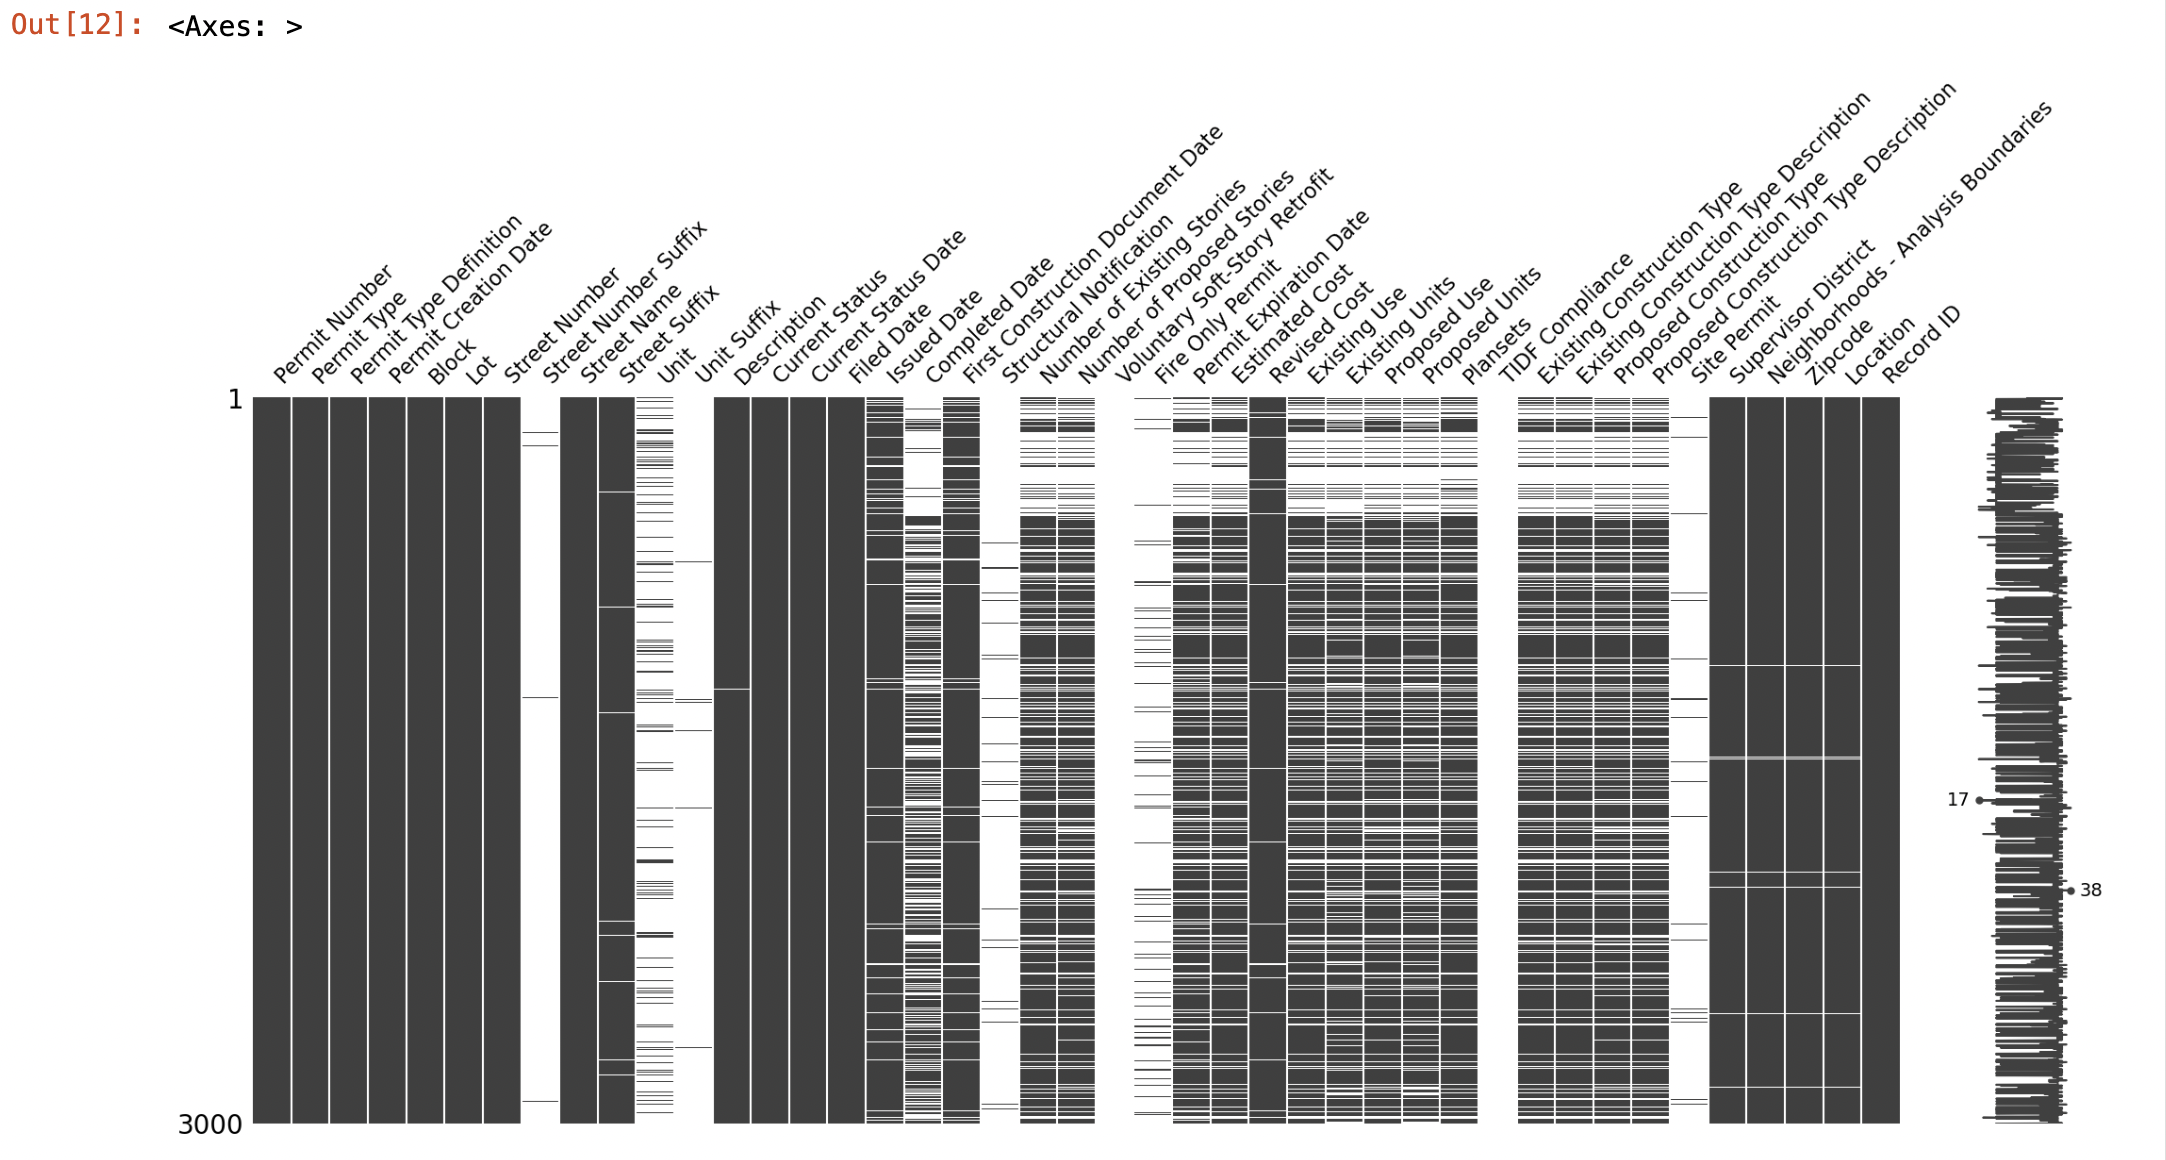 Out[12]: <Axes: >
Permit Number
Permit Type
Permit Type Definition
Permit Creation Date
Block
Lot
Street Number
Street Number Suffix
Street Name
Street Suffix
Unit
Unit Suffix
Description
Current Status
Current Status Date
Filed Date
Issued Date
Completed Date
First Construction Document Date
Structural Notification
Number of Existing Stories
Number of Proposed Stories
Voluntary Soft-Story Retrofit
Fire Only Permit
Permit Expiration Date
Estimated Cost
Revised Cost
Existing Use
Existing Units
Proposed Use
Proposed Units
Plansets
TIDF Compliance
Existing Construction Type
Existing Construction Type Description
Proposed Construction Type
Proposed Construction Type Description
Site Permit
Supervisor District
Neighborhoods - Analysis Boundaries
Zipcode
Location
Record ID
1
17
38
3000